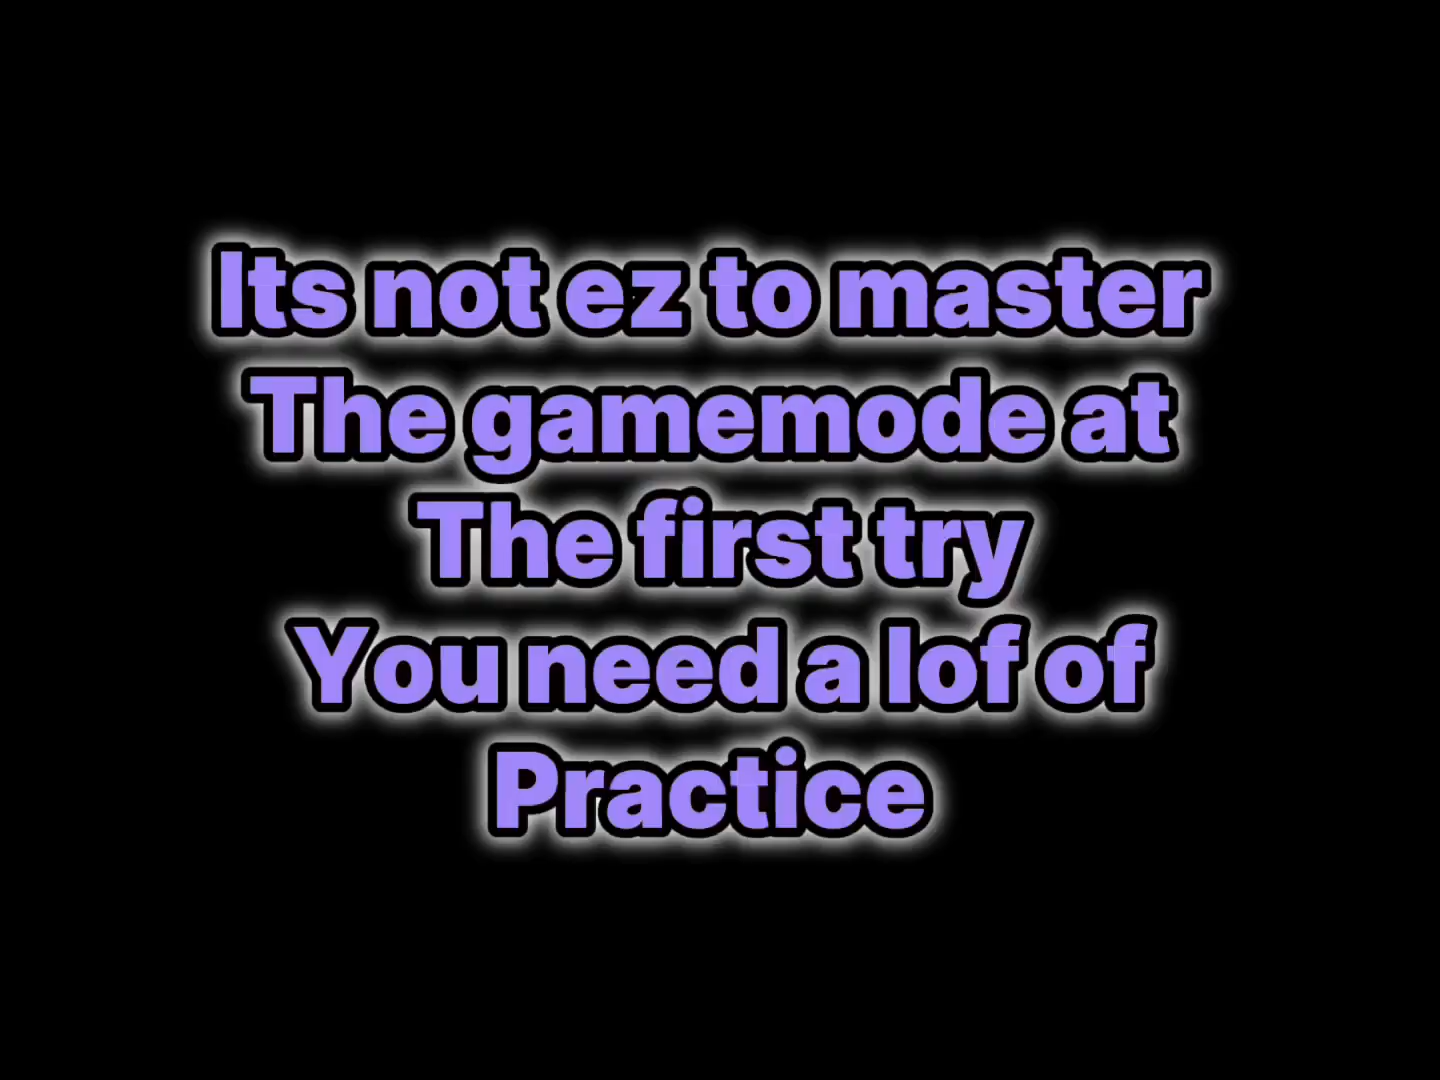 Its not ez to master
The gamemode at
The first try
You need a lof of
Practice